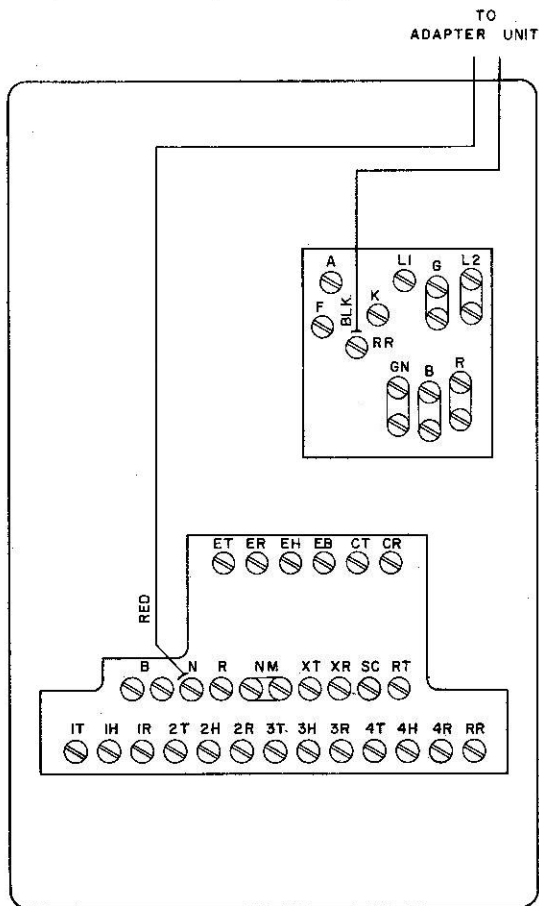 TO
ADAPTER UNIT
A L1 G L2
F BLK. K
RR
GN B R
ET ER EH EB CT CR
RED
B N R NM XT XR SC RT
1T 1H 1R 2T 2H 2R 3T 3H 3R 4T 4H 4R RR